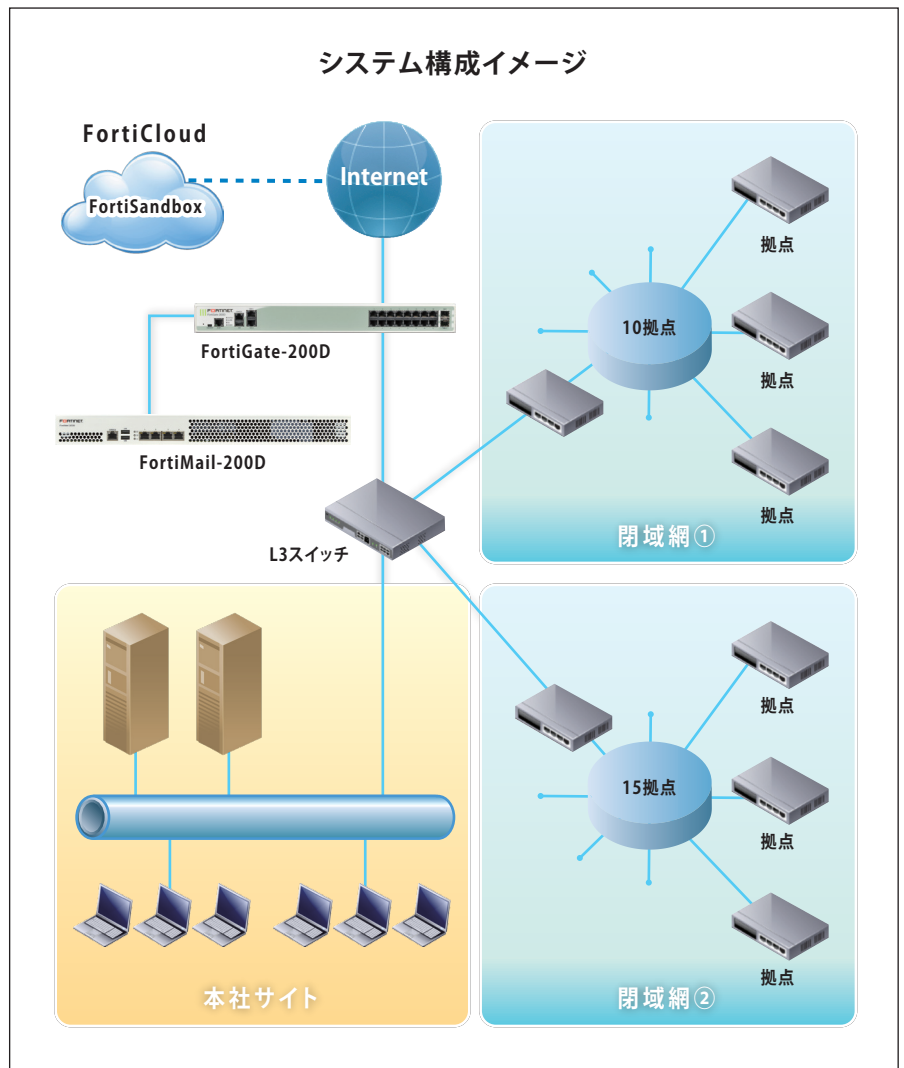 システム構成イメージ
FortiCloud
FortiSandbox
Internet
FORTINET
FortiGate-200D
FORTINET
FortiMail-200D
L3スイッチ
拠点
10拠点
拠点
拠点
閉域網①
本社サイト
拠点
15拠点
拠点
拠点
閉域網②